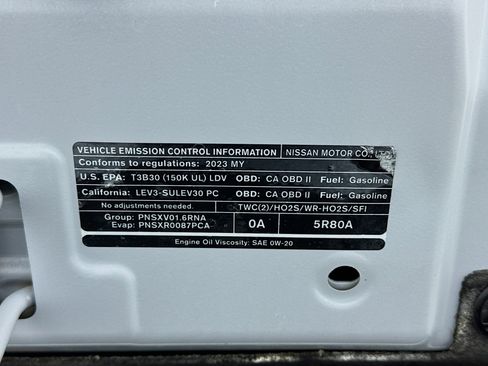 VEHICLE EMISSION CONTROL INFORMATION NISSAN MOTOR CO., LTD.
Conforms to regulations: 2023 MY
U.S. EPA: T3B30 (150K UL) LDV OBD: CA OBD II Fuel: Gasoline
California: LEV3-SULEV30 PC OBD: CA OBD II Fuel: Gasoline
No adjustments needed. TWC(2)/HO2S/WR-HO2S/SFI
Group: PNSXV01.6RNA
Evap: PNSXR0087PCA 0A 5R80A
Engine Oil Viscosity: SAE 0W-20